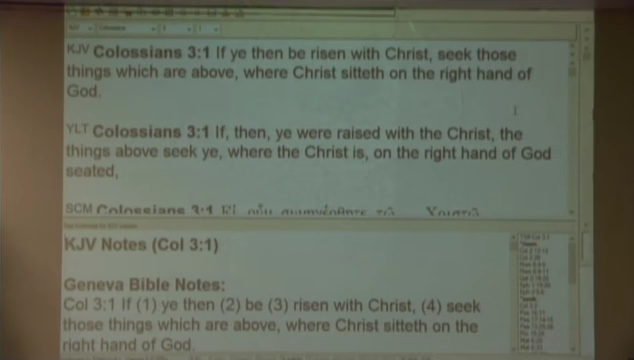 KJV Colossians 3:1 If ye then be risen with Christ, seek those
things which are above, where Christ sitteth on the right hand of
God.
YLT Colossians 3:1 If, then, ye were raised with the Christ, the
things above seek ye, where the Christ is, on the right hand of God
seated,
SCM Colossians 3:1
KJV Notes (Col 3:1)
Geneva Bible Notes:
Col 3:1 If (1) ye then (2) be (3) risen with Christ, (4) seek
those things which are above, where Christ sitteth on the
right hand of God.